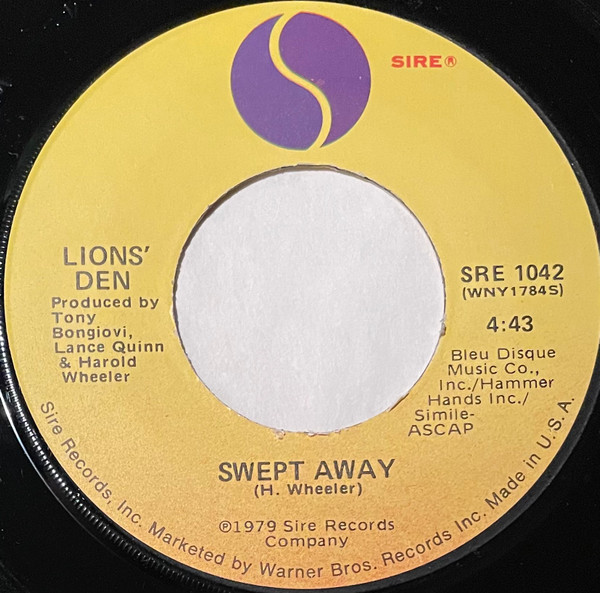 SIRE®
LIONS'
DEN
Produced by
Tony
Bongiovi,
Lance Quinn
& Harold
Wheeler
SRE 1042
(WNY1784S)
4:43
Bleu Disque
Music Co.,
Inc./Hammer
Hands Inc./
Simile-
ASCAP
SWEPT AWAY
(H. Wheeler)
℗1979 Sire Records
Company
Sire Records, Inc. Marketed by Warner Bros. Records Inc. Made in U.S.A.